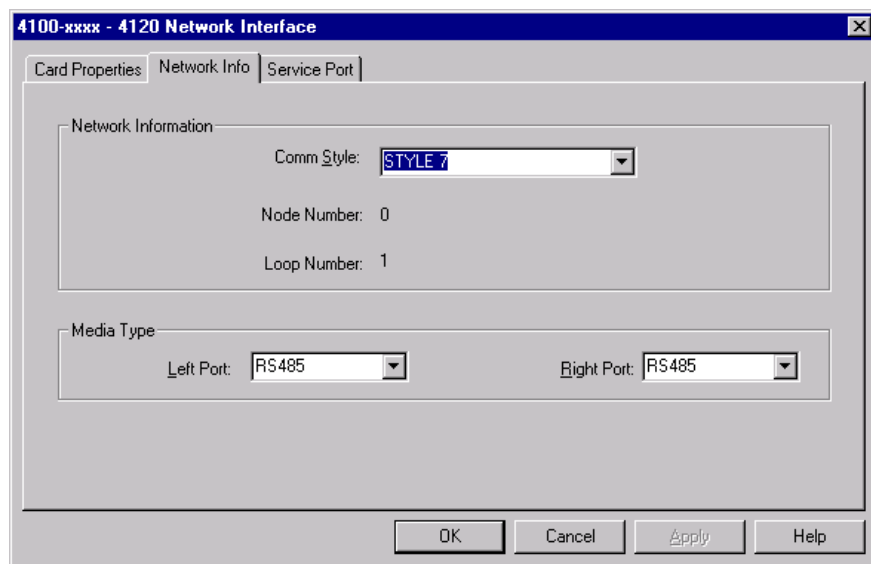 4100-xxxx - 4120 Network Interface
Card Properties Network Info Service Port
Network Information
Comm Style: STYLE 7
Node Number: 0
Loop Number: 1
Media Type
Left Port: RS485 Right Port: RS485
OK Cancel Apply Help